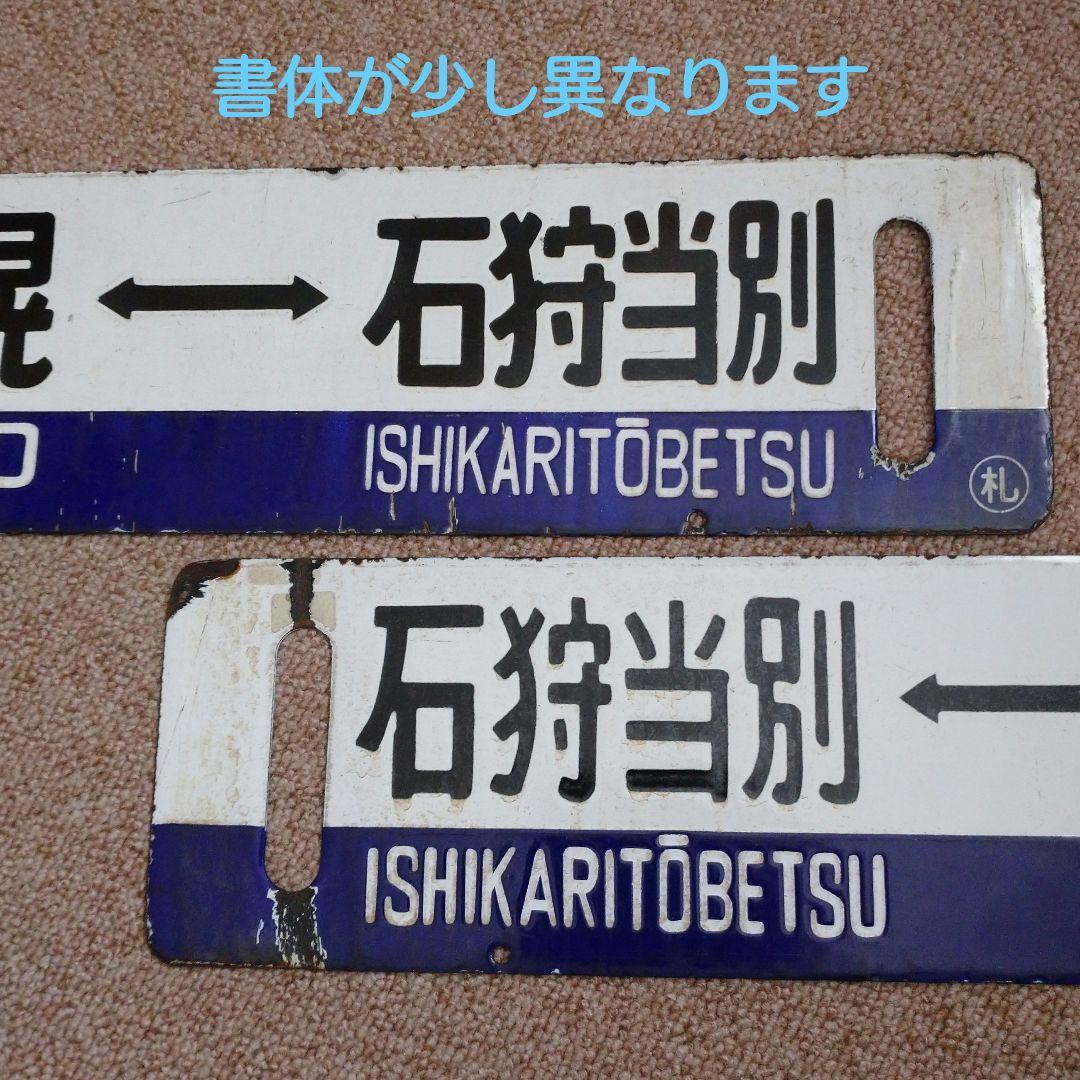 書体が少し異なります
幌 ←→ 石狩当別
O ISHIKARITŌBETSU
札
石狩当別 ←
ISHIKARITŌBETSU